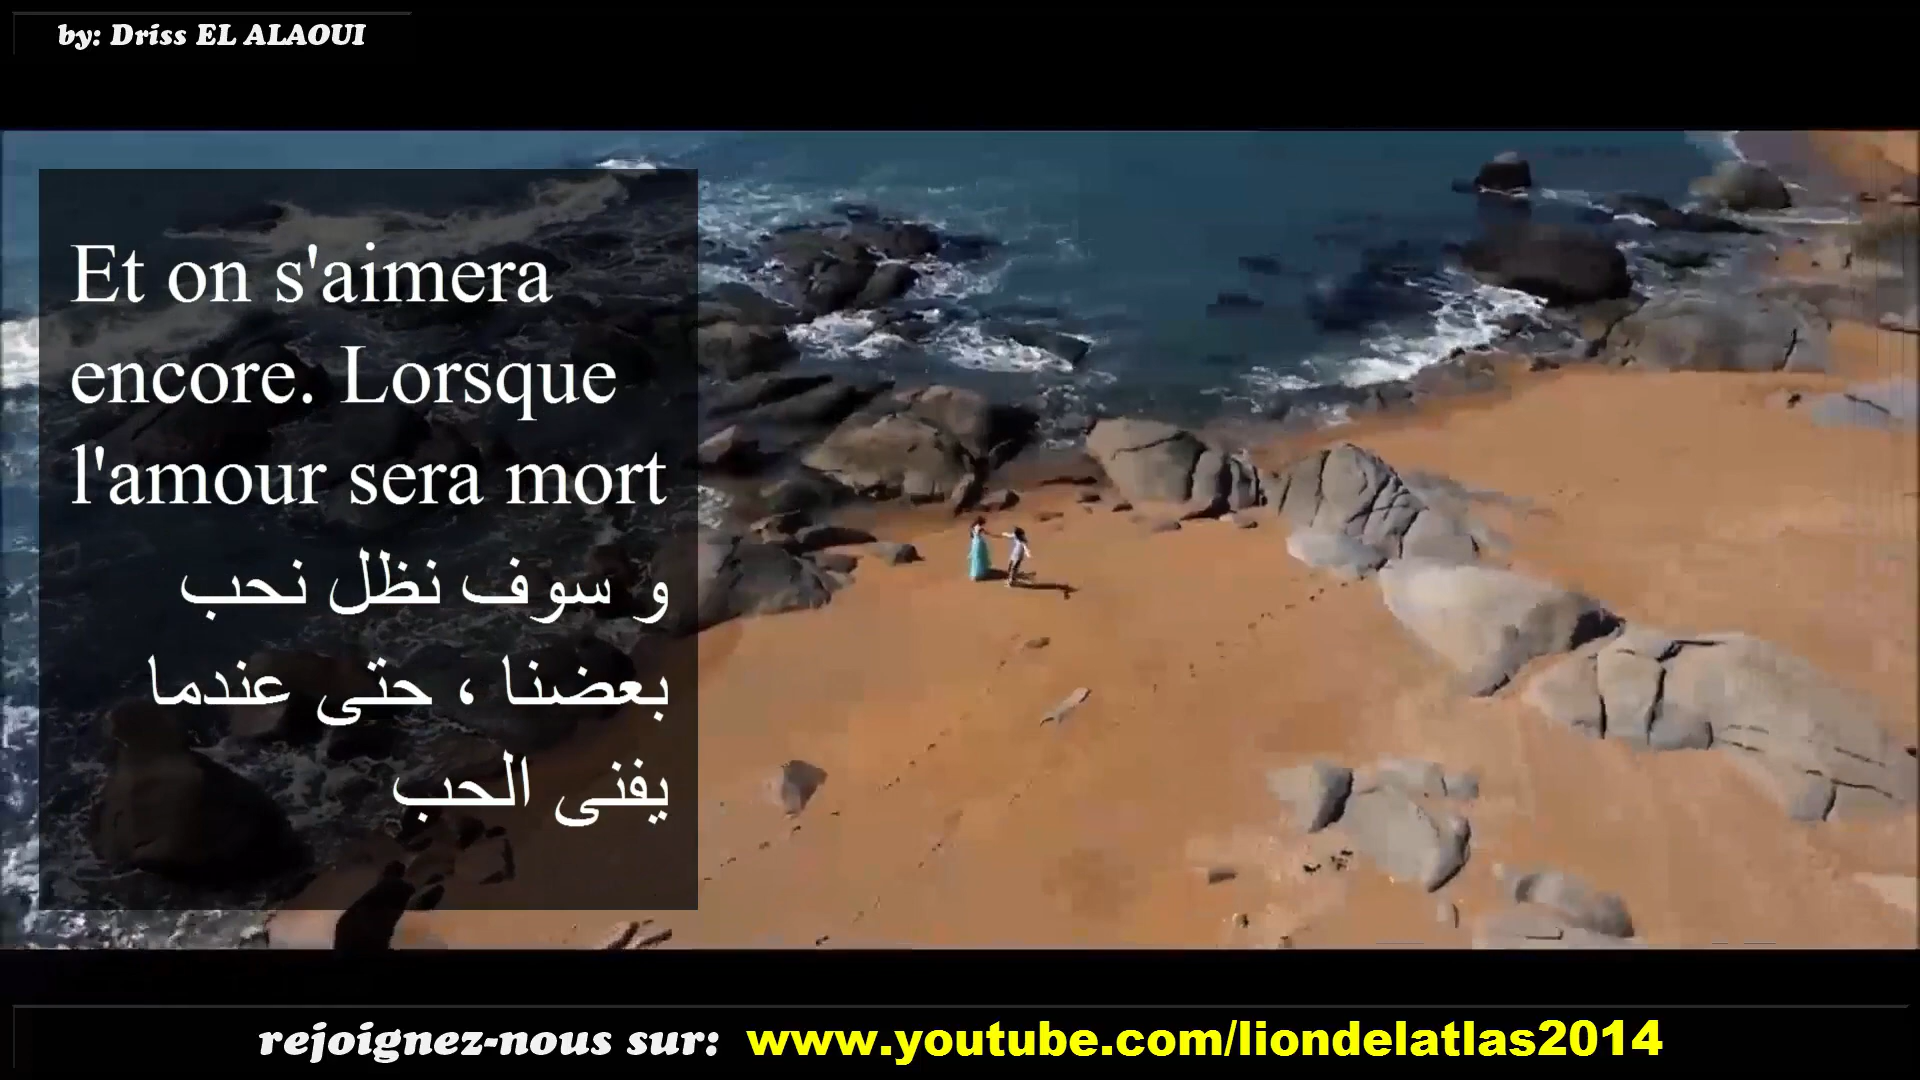 by: Driss EL ALAOUI
Et on s'aimera
encore. Lorsque
l'amour sera mort
و سوف نظل نحب
بعضنا ، حتى عندما
يفنى الحب
rejoignez-nous sur: www.youtube.com/liondelatlas2014